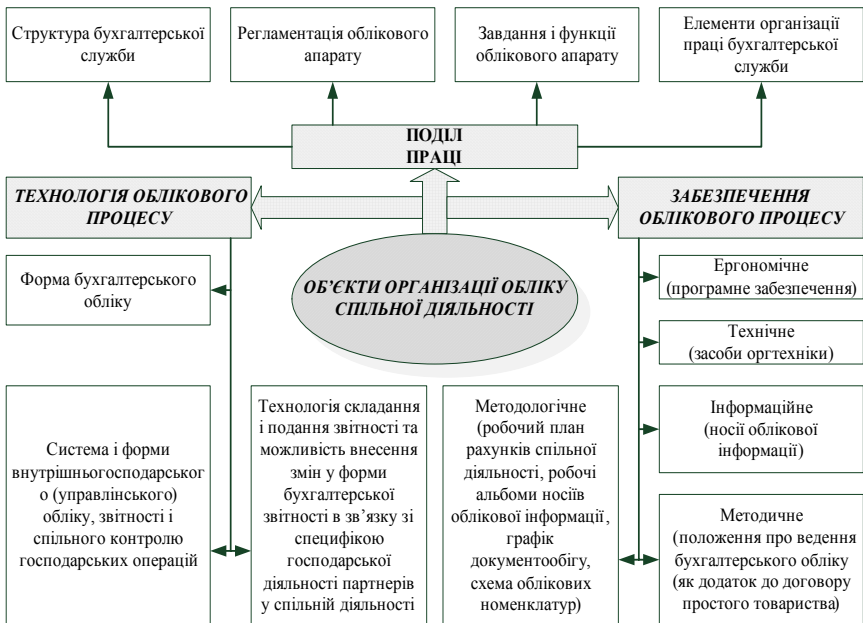 Структура бухгалтерської
служби
Регламентація облікового
апарату
Завдання і функції
облікового апарату
Елементи організації
праці бухгалтерської
служби
ПОДІЛ
ПРАЦІ
ТЕХНОЛОГІЯ ОБЛІКОВОГО
ПРОЦЕСУ
ЗАБЕЗПЕЧЕННЯ
ОБЛІКОВОГО ПРОЦЕСУ
ОБ’ЄКТИ ОРГАНІЗАЦІЇ ОБЛІКУ
СПІЛЬНОЇ ДІЯЛЬНОСТІ
Форма бухгалтерського
обліку
Ергономічне
(програмне забезпечення)
Технічне
(засоби оргтехніки)
Система і форми
внутрішньогосподарськог
о (управлінського)
обліку, звітності і
спільного контролю
господарських операцій
Технологія складання
і подання звітності та
можливість внесення
змін у форми
бухгалтерської
звітності в зв’язку зі
специфікою
господарської
діяльності партнерів
у спільній діяльності
Методологічне
(робочий план
рахунків спільної
діяльності, робочі
альбоми носіїв
облікової інформації,
графік
документообігу,
схема облікових
номенклатур)
Інформаційне
(носії облікової
інформації)
Методичне
(положення про ведення
бухгалтерського обліку
(як додаток до договору
простого товариства)